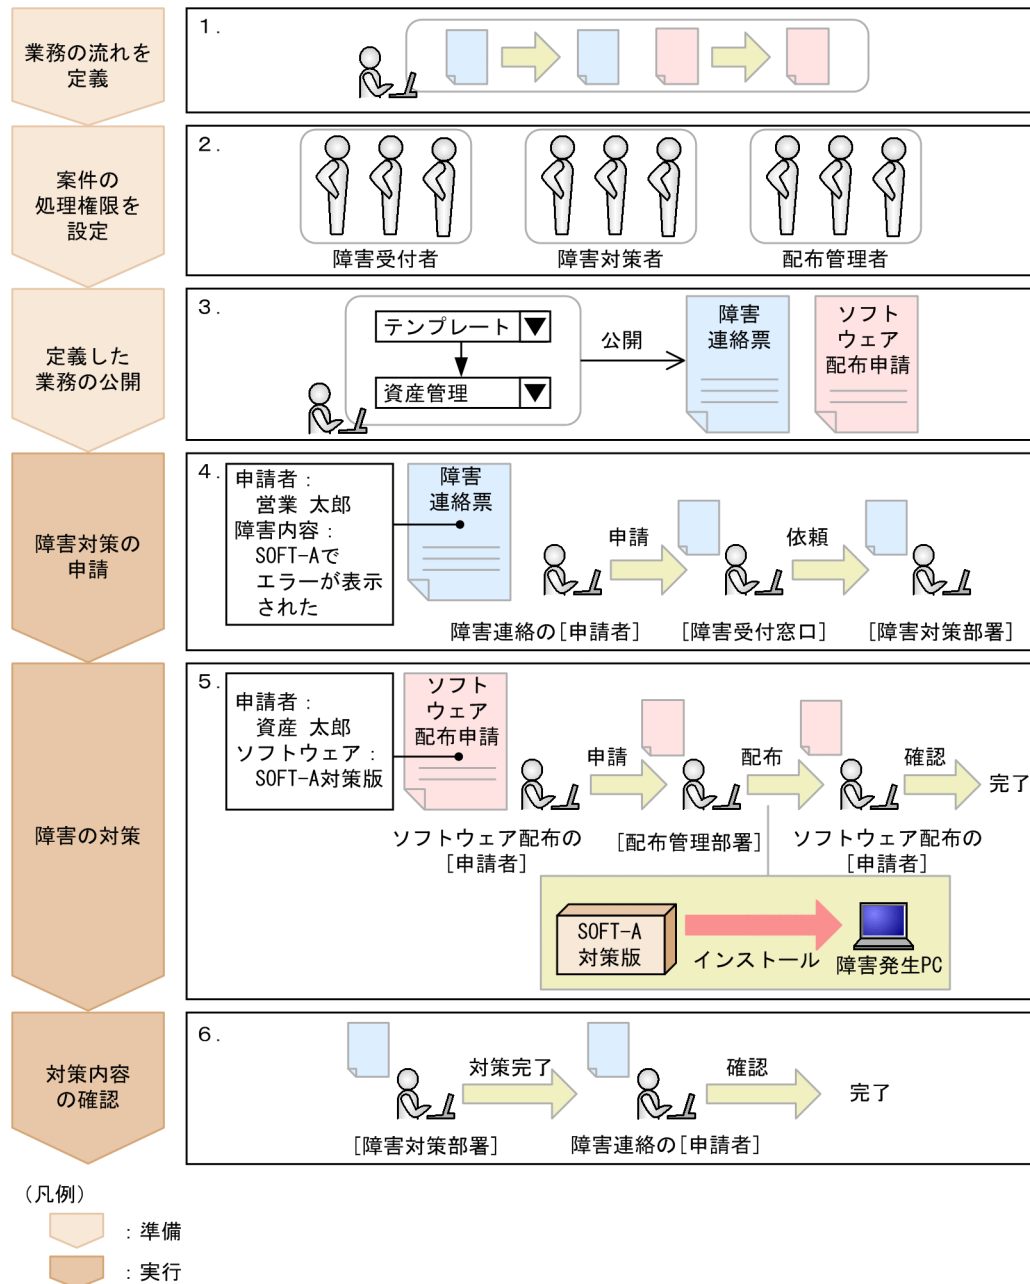 業務の流れを
定義
1.
案件の
処理権限を
設定
2.
障害受付者
障害対策者
配布管理者
定義した
業務の公開
3.
テンプレート
資産管理
公開
障害
連絡票
ソフト
ウェア
配布申請
障害対策の
申請
4.
申請者：
営業 太郎
障害内容：
SOFT-Aで
エラーが表示
された
障害
連絡票
申請
依頼
障害連絡の[申請者]
[障害受付窓口]
[障害対策部署]
障害の対策
5.
申請者：
資産 太郎
ソフトウェア：
SOFT-A対策版
ソフト
ウェア
配布申請
申請
配布
確認
完了
ソフトウェア配布の
[申請者]
[配布管理部署]
ソフトウェア配布の
[申請者]
SOFT-A
対策版
インストール
障害発生PC
対策内容
の確認
6.
対策完了
確認
完了
[障害対策部署]
障害連絡の[申請者]
(凡例)
：準備
：実行